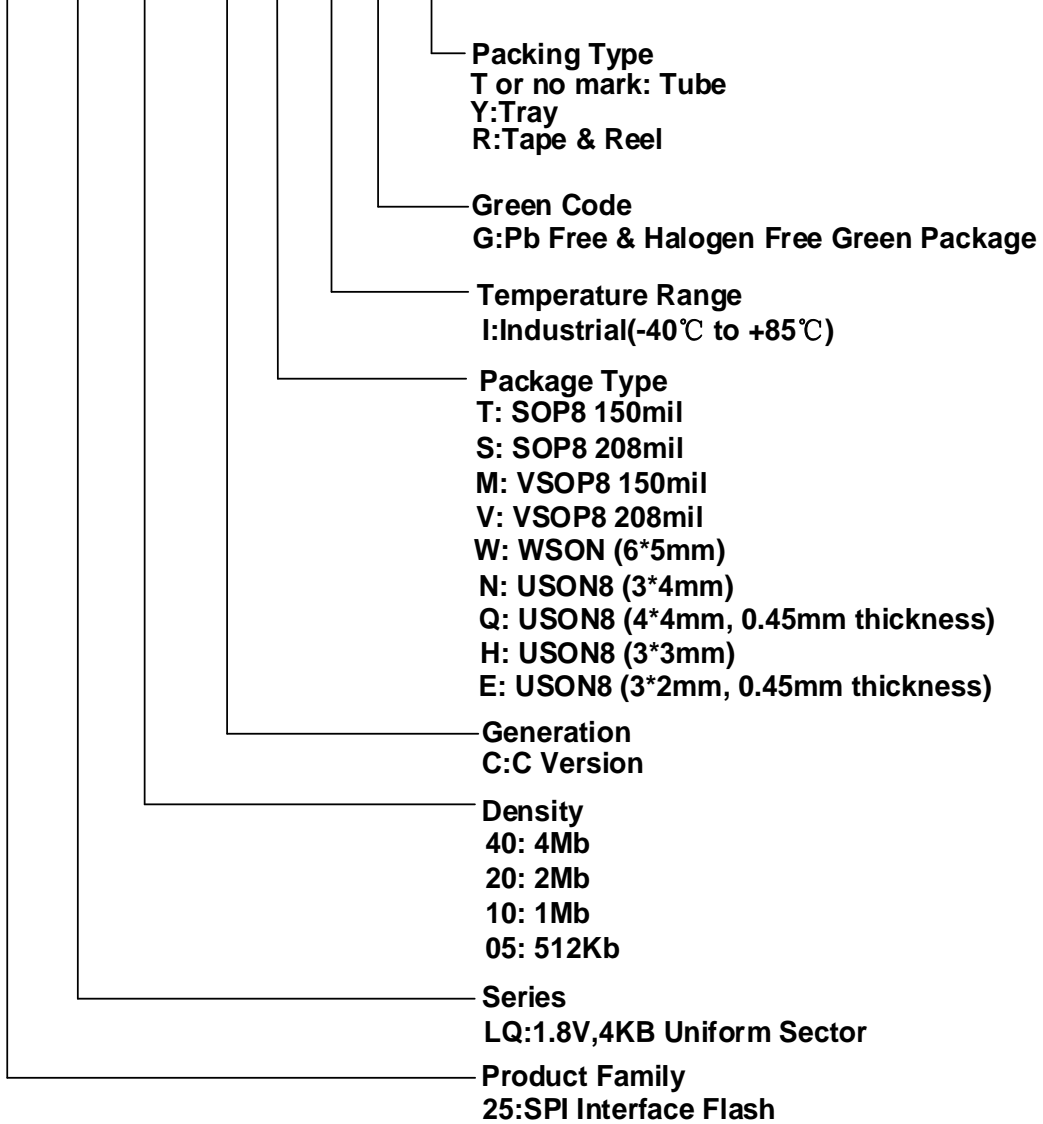 Packing Type
T or no mark: Tube
Y:Tray
R:Tape & Reel
Green Code
G:Pb Free & Halogen Free Green Package
Temperature Range
I:Industrial(-40℃ to +85℃)
Package Type
T: SOP8 150mil
S: SOP8 208mil
M: VSOP8 150mil
V: VSOP8 208mil
W: WSON (6*5mm)
N: USON8 (3*4mm)
Q: USON8 (4*4mm, 0.45mm thickness)
H: USON8 (3*3mm)
E: USON8 (3*2mm, 0.45mm thickness)
Generation
C:C Version
Density
40: 4Mb
20: 2Mb
10: 1Mb
05: 512Kb
Series
LQ:1.8V,4KB Uniform Sector
Product Family
25:SPI Interface Flash